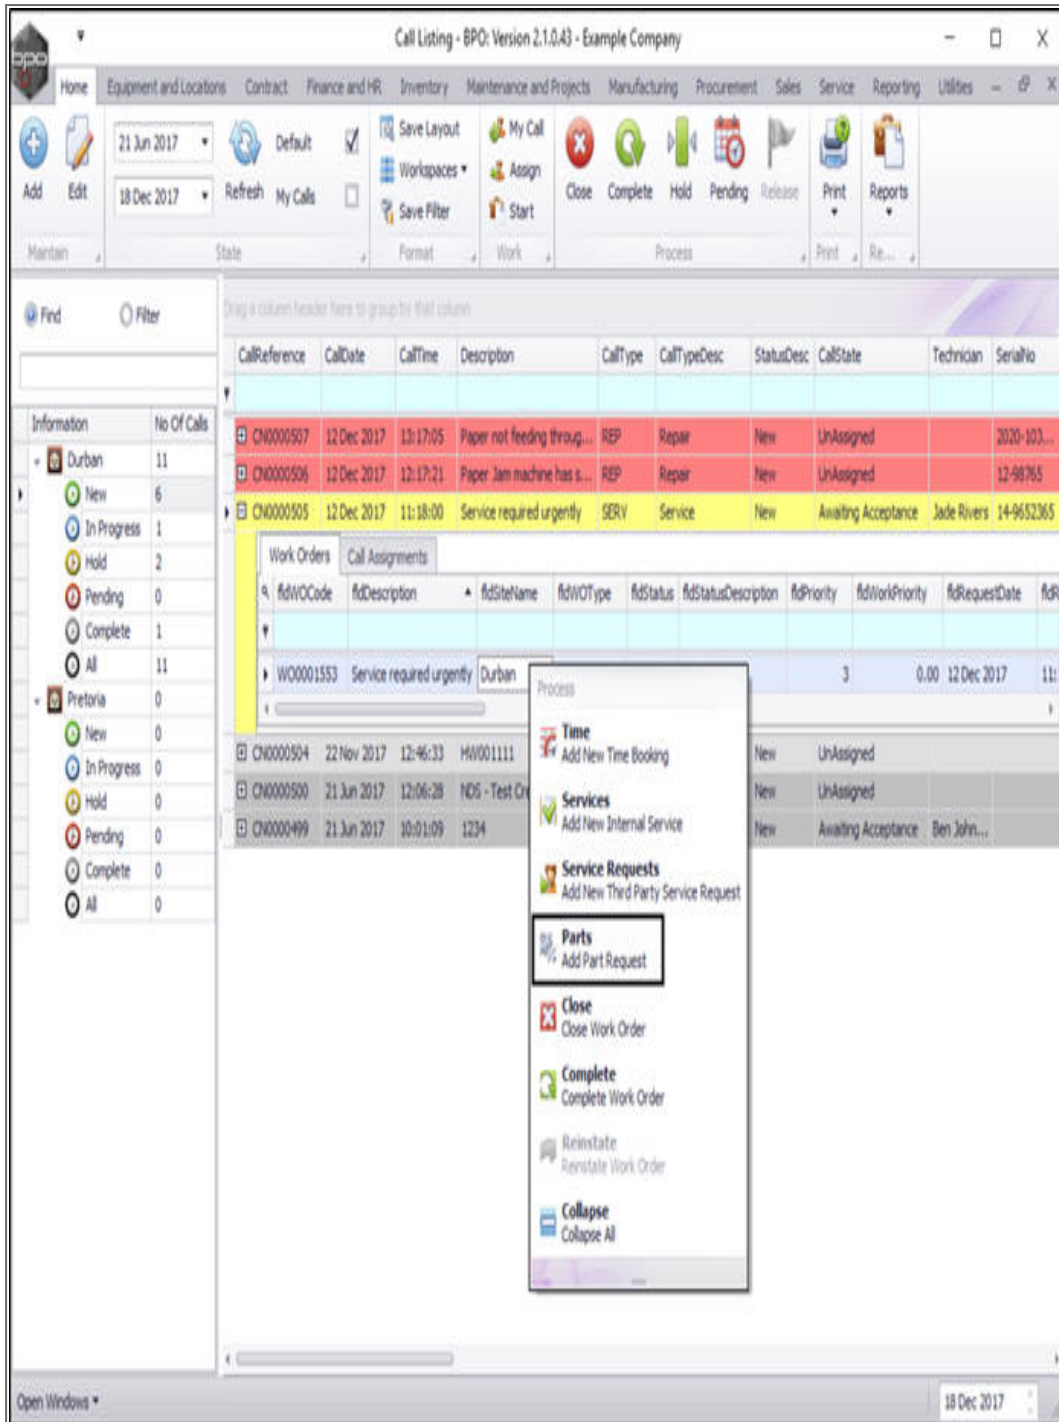 Call Listing - BPO: Version 2.1.0.43 - Example Company
bpo
Home Equipment and Locations Contract Finance and HR Inventory Maintenance and Projects Manufacturing Procurement Sales Service Reporting Utilities
21 Jun 2017 Default Save Layout My Call
Workspaces Assign
Add Edit 18 Dec 2017 Refresh My Calls Save Filter Start Close Complete Hold Pending Release Print Reports
Maintain State Format Work Process Print Re...
Find Filter
Drag a column header here to group by that column
CallReference CallDate CallTime Description CallType CallTypeDesc StatusDesc CallState Technician SerialNo
Information No Of Calls
Durban 11
New 6
In Progress 1
Hold 2
Pending 0
Complete 1
All 11
Pretoria 0
New 0
In Progress 0
Hold 0
Pending 0
Complete 0
All 0
CN0000507 12 Dec 2017 13:17:05 Paper not feeding throug... REP Repair New UnAssigned 2020-103...
CN0000506 12 Dec 2017 12:17:21 Paper Jam machine has s... REP Repair New UnAssigned 12-98765
CN0000505 12 Dec 2017 11:18:00 Service required urgently SERV Service New Awaiting Acceptance Jade Rivers 14-9652365
Work Orders Call Assignments
fldWOCode fldDescription fldSiteName fldWOType fldStatus fldStatusDescription fldPriority fldWorkPriority fldRequestDate fldR
WO0001553 Service required urgently Durban 3 0.00 12 Dec 2017 11:
CN0000504 22 Nov 2017 12:46:33 HW001111 New UnAssigned
CN0000500 21 Jun 2017 12:06:28 NDS - Test Cr New UnAssigned
CN0000499 21 Jun 2017 10:01:09 1234 New Awaiting Acceptance Ben John...
Process
Time
Add New Time Booking
Services
Add New Internal Service
Service Requests
Add New Third Party Service Request
Parts
Add Part Request
Close
Close Work Order
Complete
Complete Work Order
Reinstate
Reinstate Work Order
Collapse
Collapse All
Open Windows 18 Dec 2017